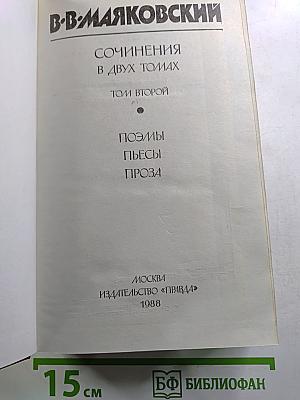 В·В·МАЯКОВСКИЙ
СОЧИНЕНИЯ
В ДВУХ ТОМАХ
ТОМ ВТОРОЙ
ПОЭМЫ
ПЬЕСЫ
ПРОЗА
МОСКВА
ИЗДАТЕЛЬСТВО «ПРАВДА»
1988
15 см
БФ БИБЛИОФАН